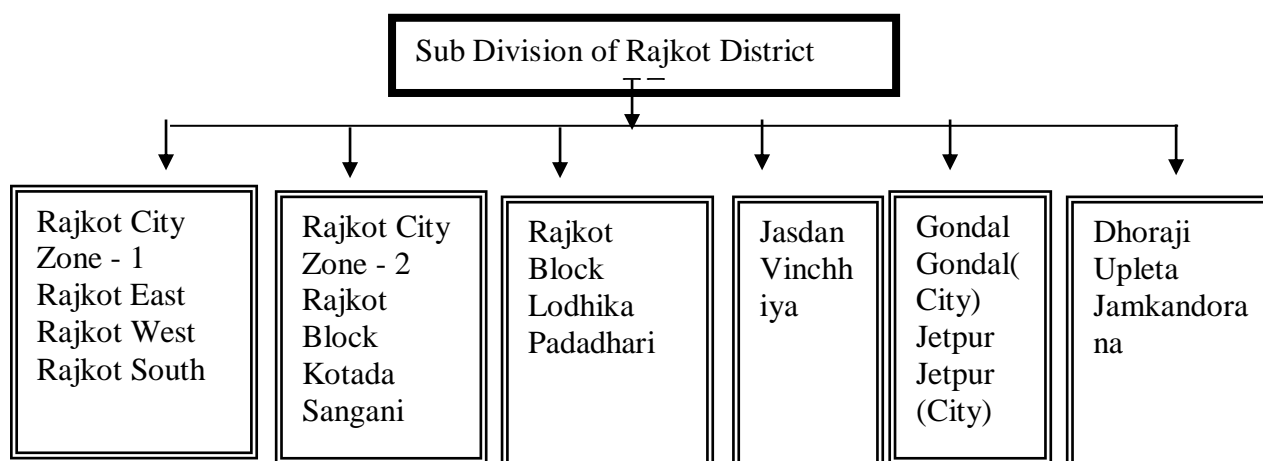 Sub Division of Rajkot District
Rajkot City
Zone - 1
Rajkot East
Rajkot West
Rajkot South
Rajkot City
Zone - 2
Rajkot
Block
Kotada
Sangani
Rajkot
Block
Lodhika
Padadhari
Jasdan
Vinchh
iya
Gondal
Gondal(
City)
Jetpur
Jetpur
(City)
Dhoraji
Upleta
Jamkandora
na